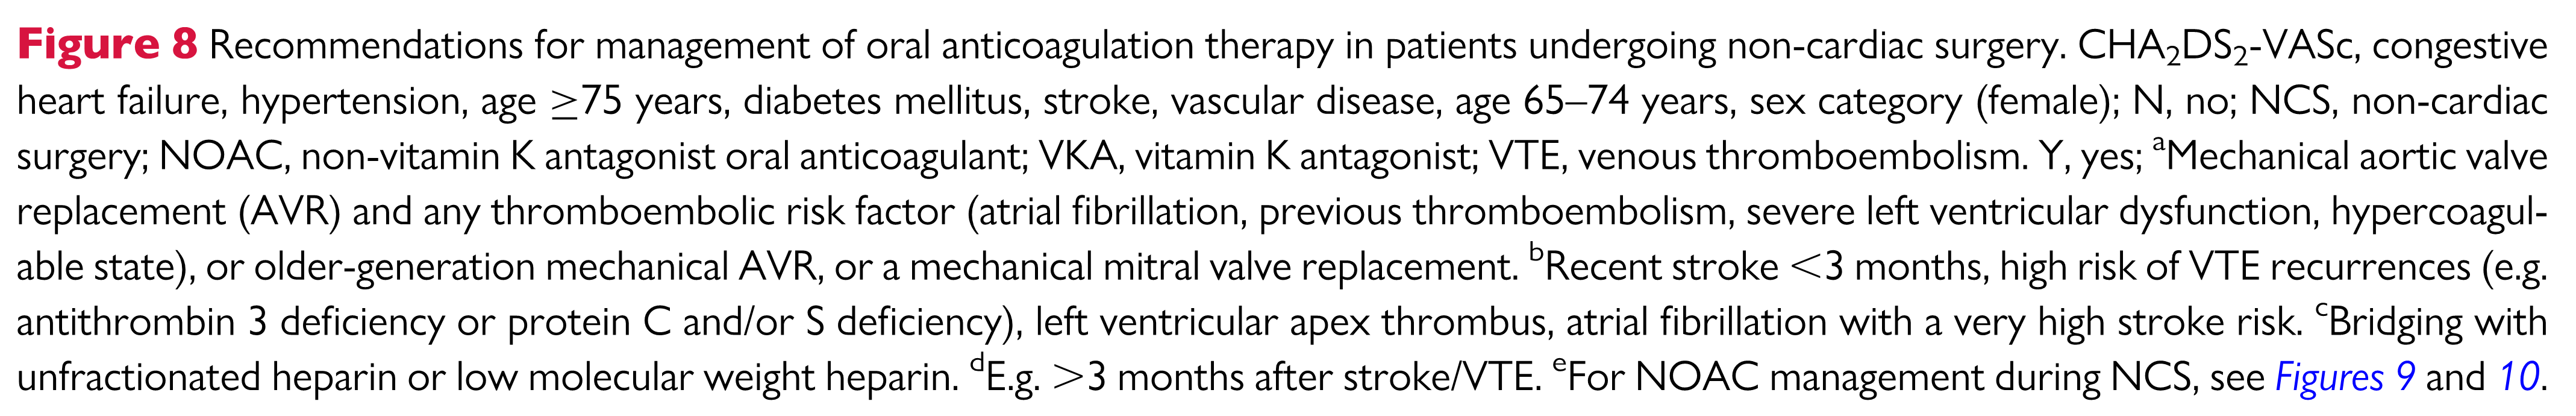 Figure 8 Recommendations for management of oral anticoagulation therapy in patients undergoing non-cardiac surgery. CHA₂DS₂-VASc, congestive
heart failure, hypertension, age ≥75 years, diabetes mellitus, stroke, vascular disease, age 65–74 years, sex category (female); N, no; NCS, non-cardiac
surgery; NOAC, non-vitamin K antagonist oral anticoagulant; VKA, vitamin K antagonist; VTE, venous thromboembolism. Y, yes; ᵃMechanical aortic valve
replacement (AVR) and any thromboembolic risk factor (atrial fibrillation, previous thromboembolism, severe left ventricular dysfunction, hypercoagul-
able state), or older-generation mechanical AVR, or a mechanical mitral valve replacement. ᵇRecent stroke <3 months, high risk of VTE recurrences (e.g.
antithrombin 3 deficiency or protein C and/or S deficiency), left ventricular apex thrombus, atrial fibrillation with a very high stroke risk. ᶜBridging with
unfractionated heparin or low molecular weight heparin. ᵈE.g. >3 months after stroke/VTE. ᵉFor NOAC management during NCS, see Figures 9 and 10.